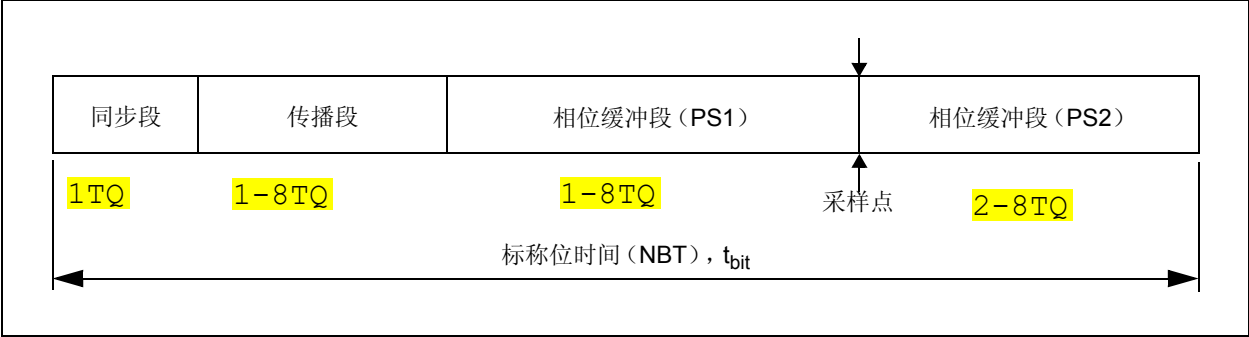 同步段 传播段 相位缓冲段（PS1） 相位缓冲段（PS2）
1TQ 1-8TQ 1-8TQ 采样点 2-8TQ
标称位时间（NBT），tbit